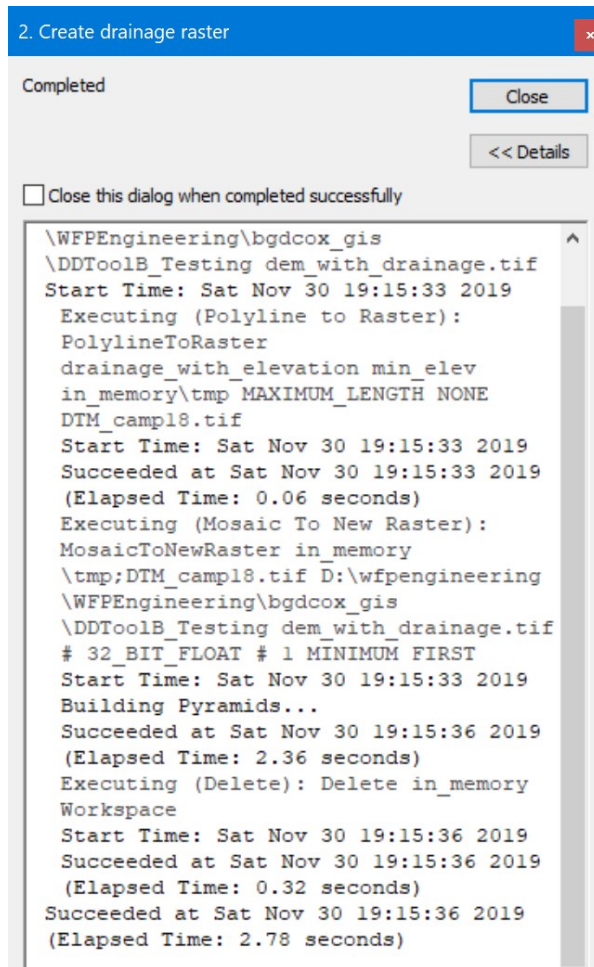 2. Create drainage raster
x
Completed
Close
<< Details
Close this dialog when completed successfully
\WFPEngineering\bgdcox_gis
\DDToolB_Testing dem_with_drainage.tif
Start Time: Sat Nov 30 19:15:33 2019
Executing (Polyline to Raster):
PolylineToRaster
drainage_with_elevation min_elev
in_memory\tmp MAXIMUM_LENGTH NONE
DTM_camp18.tif
Start Time: Sat Nov 30 19:15:33 2019
Succeeded at Sat Nov 30 19:15:33 2019
(Elapsed Time: 0.06 seconds)
Executing (Mosaic To New Raster):
MosaicToNewRaster in_memory
\tmp;DTM_camp18.tif D:\wfpengineering
\WFPEngineering\bgdcox_gis
\DDToolB_Testing dem_with_drainage.tif
# 32_BIT_FLOAT # 1 MINIMUM FIRST
Start Time: Sat Nov 30 19:15:33 2019
Building Pyramids...
Succeeded at Sat Nov 30 19:15:36 2019
(Elapsed Time: 2.36 seconds)
Executing (Delete): Delete in_memory
Workspace
Start Time: Sat Nov 30 19:15:36 2019
Succeeded at Sat Nov 30 19:15:36 2019
(Elapsed Time: 0.32 seconds)
Succeeded at Sat Nov 30 19:15:36 2019
(Elapsed Time: 2.78 seconds)